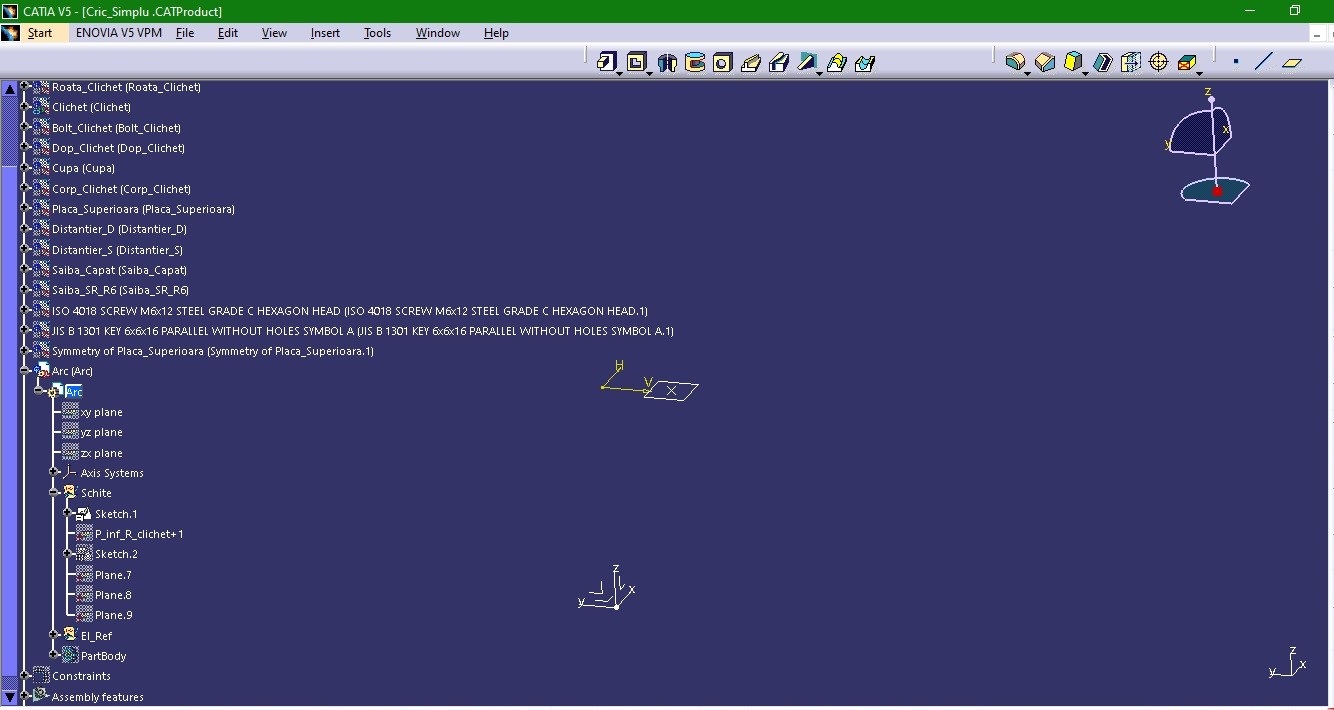 CATIA V5 - [Cric_Simplu .CATProduct]
Start ENOVIA V5 VPM File Edit View Insert Tools Window Help
Roata_Clichet (Roata_Clichet)
Clichet (Clichet)
Bolt_Clichet (Bolt_Clichet)
Dop_Clichet (Dop_Clichet)
Cupa (Cupa)
Corp_Clichet (Corp_Clichet)
Placa_Superioara (Placa_Superioara)
Distantier_D (Distantier_D)
Distantier_S (Distantier_S)
Saiba_Capat (Saiba_Capat)
Saiba_SR_R6 (Saiba_SR_R6)
ISO 4018 SCREW M6x12 STEEL GRADE C HEXAGON HEAD (ISO 4018 SCREW M6x12 STEEL GRADE C HEXAGON HEAD.1)
JIS B 1301 KEY 6x6x16 PARALLEL WITHOUT HOLES SYMBOL A (JIS B 1301 KEY 6x6x16 PARALLEL WITHOUT HOLES SYMBOL A.1)
Symmetry of Placa_Superioara (Symmetry of Placa_Superioara.1)
Arc (Arc)
Arc
xy plane
yz plane
zx plane
Axis Systems
Schite
Sketch.1
P_inf_R_clichet+1
Sketch.2
Plane.7
Plane.8
Plane.9
El_Ref
PartBody
Constraints
Assembly features
z
x
y
H
V
z
x
y
z
x
y